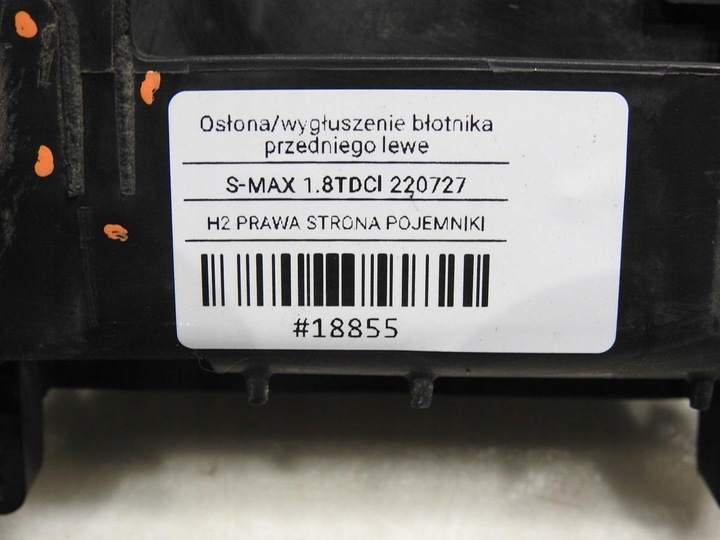 Osłona/wygłuszenie błotnika
przedniego lewe
S-MAX 1.8TDCI 220727
H2 PRAWA STRONA POJEMNIKI
#18855